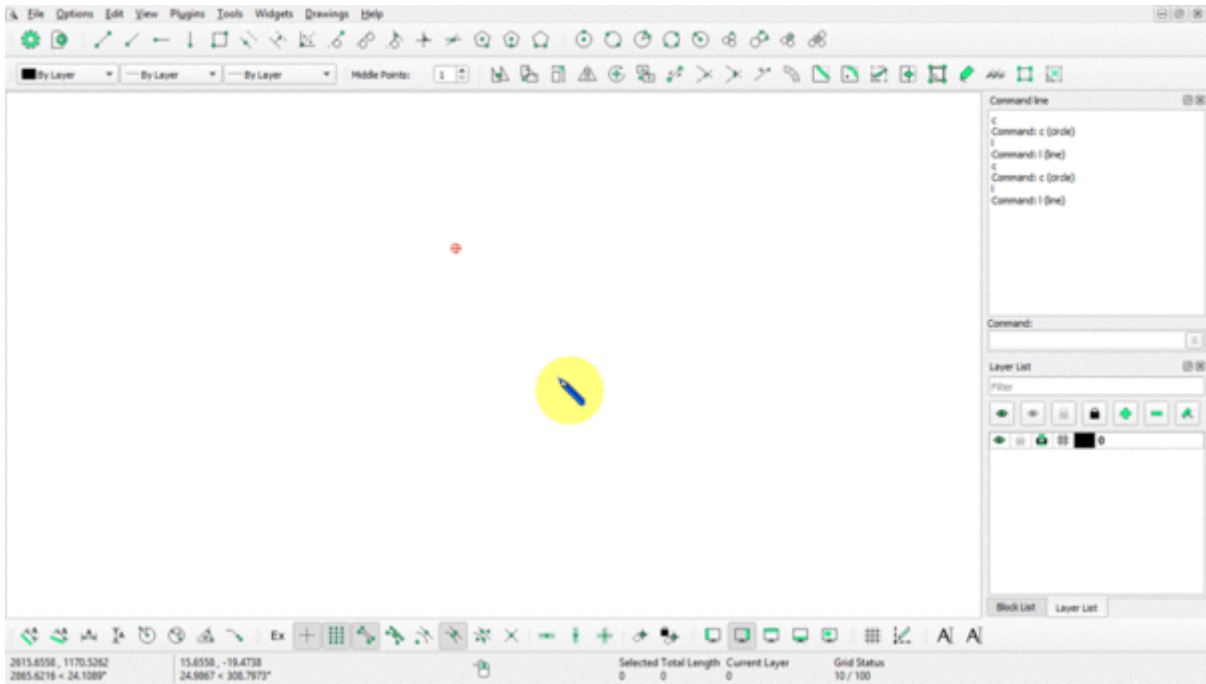 File Options Edit View Plugins Tools Widgets Drawings Help
By Layer By Layer By Layer Middle Points: 1
Command line
c
Command: c (circle)
l
Command: l (line)
c
Command: c (circle)
l
Command: l (line)
Command:
Layer List
Filter
0
Block List Layer List
Ex
A A
2615.6558 , 1170.5262 15.6558 , -19.4738 Selected Total Length Current Layer Grid Status
2865.6216 < 24.1089° 24.9867 < 308.7973° 0 0 0 10 / 100